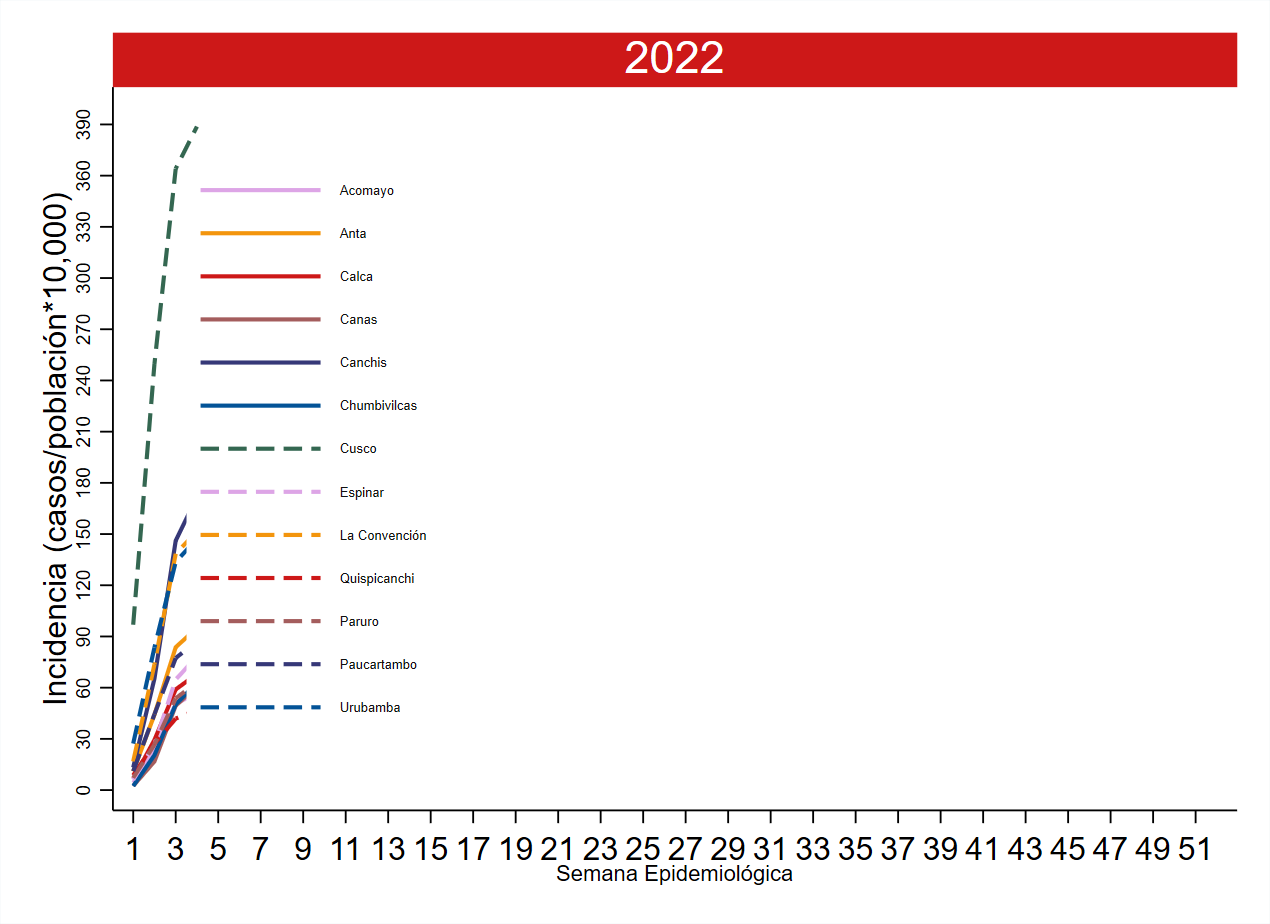 2022
Incidencia (casos/población*10,000)
390
360
330
300
270
240
210
180
150
120
90
60
30
0
Acomayo
Anta
Calca
Canas
Canchis
Chumbivilcas
Cusco
Espinar
La Convención
Quispicanchi
Paruro
Paucartambo
Urubamba
1 3 5 7 9 11 13 15 17 19 21 23 25 27 29 31 33 35 37 39 41 43 45 47 49 51
Semana Epidemiológica